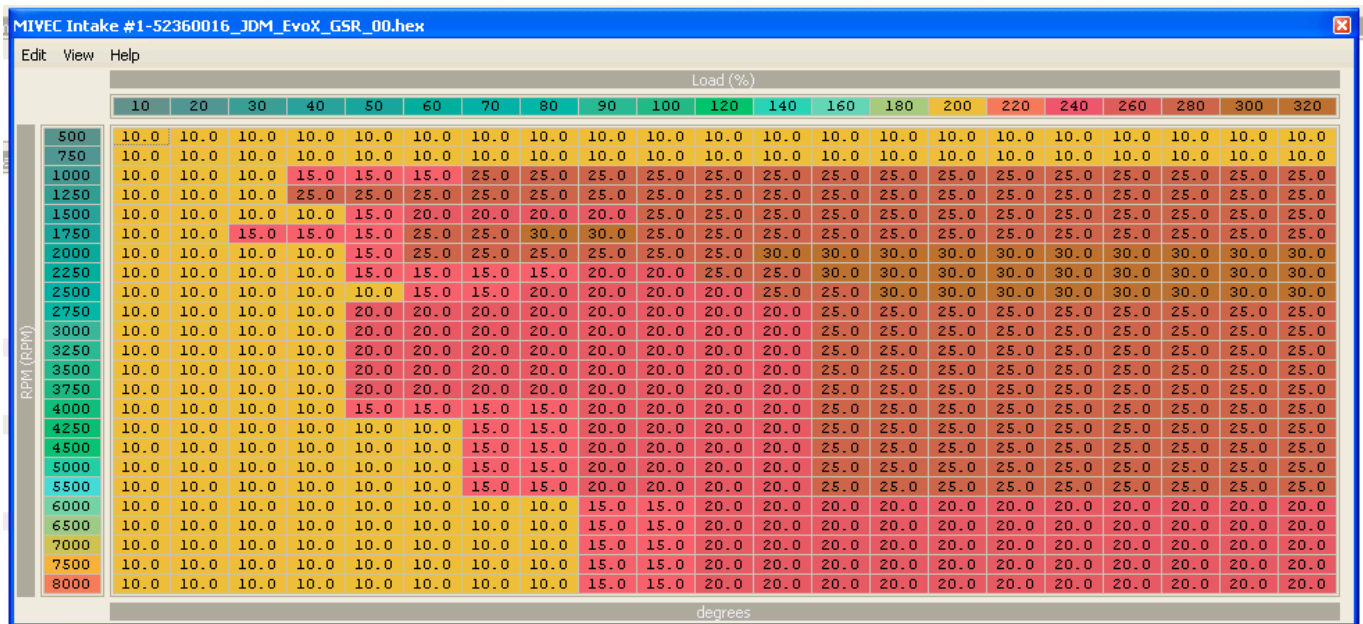 MIVEC Intake #1-52360016_JDM_EvoX_GSR_00.hex
Edit View Help
Load (%)
10 20 30 40 50 60 70 80 90 100 120 140 160 180 200 220 240 260 280 300 320
500 10.0 10.0 10.0 10.0 10.0 10.0 10.0 10.0 10.0 10.0 10.0 10.0 10.0 10.0 10.0 10.0 10.0 10.0 10.0 10.0 10.0
750 10.0 10.0 10.0 10.0 10.0 10.0 10.0 10.0 10.0 10.0 10.0 10.0 10.0 10.0 10.0 10.0 10.0 10.0 10.0 10.0 10.0
1000 10.0 10.0 10.0 15.0 15.0 15.0 25.0 25.0 25.0 25.0 25.0 25.0 25.0 25.0 25.0 25.0 25.0 25.0 25.0 25.0 25.0
1250 10.0 10.0 10.0 25.0 25.0 25.0 25.0 25.0 25.0 25.0 25.0 25.0 25.0 25.0 25.0 25.0 25.0 25.0 25.0 25.0 25.0
1500 10.0 10.0 10.0 10.0 15.0 20.0 20.0 20.0 20.0 25.0 25.0 25.0 25.0 25.0 25.0 25.0 25.0 25.0 25.0 25.0 25.0
1750 10.0 10.0 15.0 15.0 15.0 25.0 25.0 30.0 30.0 25.0 25.0 25.0 25.0 25.0 25.0 25.0 25.0 25.0 25.0 25.0 25.0
2000 10.0 10.0 10.0 10.0 15.0 25.0 25.0 25.0 25.0 25.0 25.0 30.0 30.0 30.0 30.0 30.0 30.0 30.0 30.0 30.0 30.0
2250 10.0 10.0 10.0 10.0 15.0 15.0 15.0 15.0 20.0 20.0 25.0 25.0 30.0 30.0 30.0 30.0 30.0 30.0 30.0 30.0 30.0
2500 10.0 10.0 10.0 10.0 10.0 15.0 15.0 20.0 20.0 20.0 20.0 25.0 25.0 30.0 30.0 30.0 30.0 30.0 30.0 30.0 30.0
2750 10.0 10.0 10.0 10.0 20.0 20.0 20.0 20.0 20.0 20.0 20.0 20.0 25.0 25.0 25.0 25.0 25.0 25.0 25.0 25.0 25.0
3000 10.0 10.0 10.0 10.0 20.0 20.0 20.0 20.0 20.0 20.0 20.0 20.0 25.0 25.0 25.0 25.0 25.0 25.0 25.0 25.0 25.0
3250 10.0 10.0 10.0 10.0 20.0 20.0 20.0 20.0 20.0 20.0 20.0 20.0 25.0 25.0 25.0 25.0 25.0 25.0 25.0 25.0 25.0
3500 10.0 10.0 10.0 10.0 20.0 20.0 20.0 20.0 20.0 20.0 20.0 20.0 25.0 25.0 25.0 25.0 25.0 25.0 25.0 25.0 25.0
3750 10.0 10.0 10.0 10.0 20.0 20.0 20.0 20.0 20.0 20.0 20.0 20.0 25.0 25.0 25.0 25.0 25.0 25.0 25.0 25.0 25.0
4000 10.0 10.0 10.0 10.0 15.0 15.0 15.0 15.0 20.0 20.0 20.0 20.0 25.0 25.0 25.0 25.0 25.0 25.0 25.0 25.0 25.0
4250 10.0 10.0 10.0 10.0 10.0 10.0 15.0 15.0 20.0 20.0 20.0 20.0 25.0 25.0 25.0 25.0 25.0 25.0 25.0 25.0 25.0
4500 10.0 10.0 10.0 10.0 10.0 10.0 15.0 15.0 20.0 20.0 20.0 20.0 25.0 25.0 25.0 25.0 25.0 25.0 25.0 25.0 25.0
5000 10.0 10.0 10.0 10.0 10.0 10.0 15.0 15.0 20.0 20.0 20.0 20.0 25.0 25.0 25.0 25.0 25.0 25.0 25.0 25.0 25.0
5500 10.0 10.0 10.0 10.0 10.0 10.0 15.0 15.0 20.0 20.0 20.0 20.0 25.0 25.0 25.0 25.0 25.0 25.0 25.0 25.0 25.0
6000 10.0 10.0 10.0 10.0 10.0 10.0 10.0 10.0 15.0 15.0 20.0 20.0 20.0 20.0 20.0 20.0 20.0 20.0 20.0 20.0 20.0
6500 10.0 10.0 10.0 10.0 10.0 10.0 10.0 10.0 15.0 15.0 20.0 20.0 20.0 20.0 20.0 20.0 20.0 20.0 20.0 20.0 20.0
7000 10.0 10.0 10.0 10.0 10.0 10.0 10.0 10.0 15.0 15.0 20.0 20.0 20.0 20.0 20.0 20.0 20.0 20.0 20.0 20.0 20.0
7500 10.0 10.0 10.0 10.0 10.0 10.0 10.0 10.0 15.0 15.0 20.0 20.0 20.0 20.0 20.0 20.0 20.0 20.0 20.0 20.0 20.0
8000 10.0 10.0 10.0 10.0 10.0 10.0 10.0 10.0 15.0 15.0 20.0 20.0 20.0 20.0 20.0 20.0 20.0 20.0 20.0 20.0 20.0
RPM (RPM)
degrees